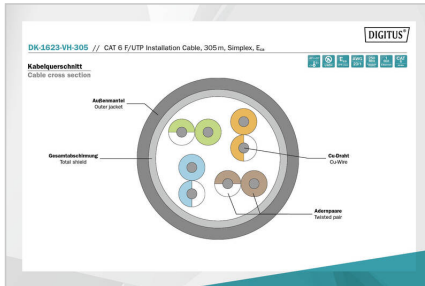 DIGITUS®
DK-1623-VH-305 // CAT 6 F/UTP Installation Cable, 305 m, Simplex, Eca
Kabelquerschnitt
Cable cross section
Außenmantel
Outer jacket
Gesamtabschirmung
Total shield
Cu-Draht
Cu-Wire
Adernpaare
Twisted pair